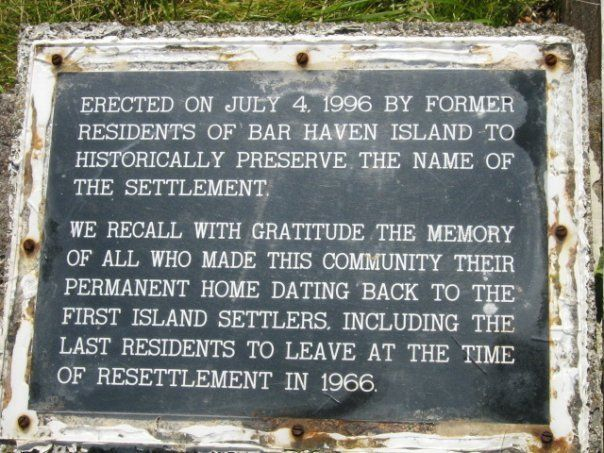 ERECTED ON JULY 4, 1996 BY FORMER
RESIDENTS OF BAR HAVEN ISLAND TO
HISTORICALLY PRESERVE THE NAME OF
THE SETTLEMENT.
WE RECALL WITH GRATITUDE THE MEMORY
OF ALL WHO MADE THIS COMMUNITY THEIR
PERMANENT HOME DATING BACK TO THE
FIRST ISLAND SETTLERS, INCLUDING THE
LAST RESIDENTS TO LEAVE AT THE TIME
OF RESETTLEMENT IN 1966.